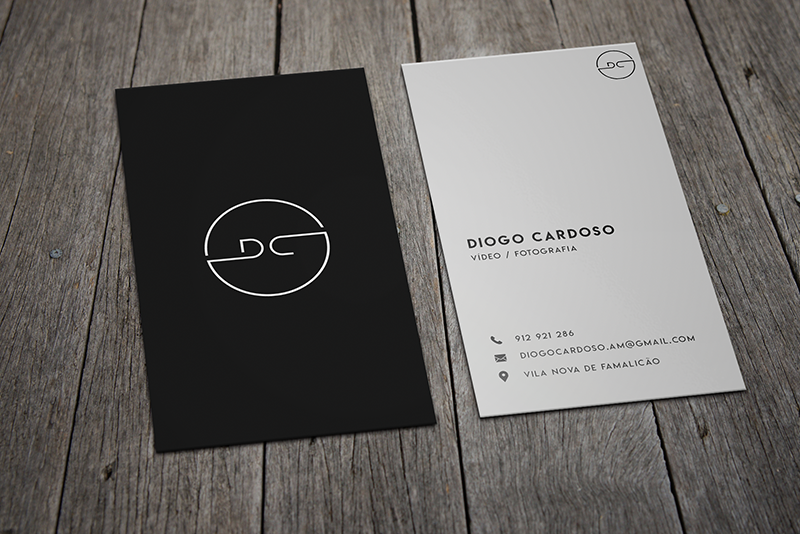 DC
DC
DIOGO CARDOSO
VÍDEO / FOTOGRAFIA
912 921 286
DIOGOCARDOSO.AM@GMAIL.COM
VILA NOVA DE FAMALICÃO